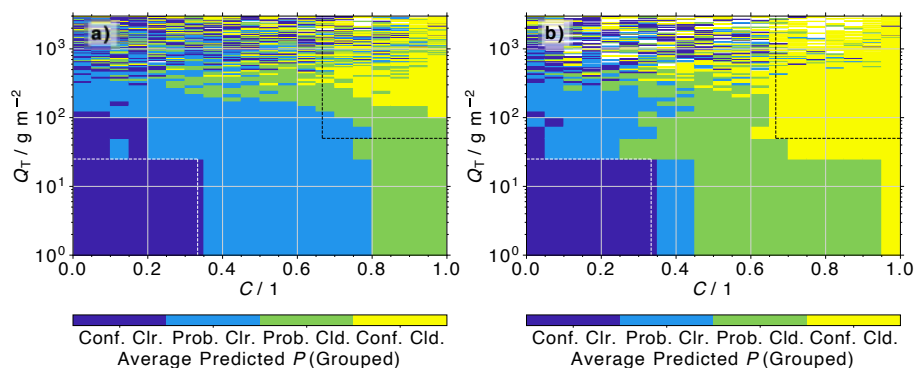 a)
10³
10²
10¹
10⁰
Q_T / g m⁻²
0.0 0.2 0.4 0.6 0.8 1.0
C / 1
Conf. Clr. Prob. Clr. Prob. Cld. Conf. Cld.
Average Predicted P (Grouped)
b)
10³
10²
10¹
10⁰
Q_T / g m⁻²
0.0 0.2 0.4 0.6 0.8 1.0
C / 1
Conf. Clr. Prob. Clr. Prob. Cld. Conf. Cld.
Average Predicted P (Grouped)